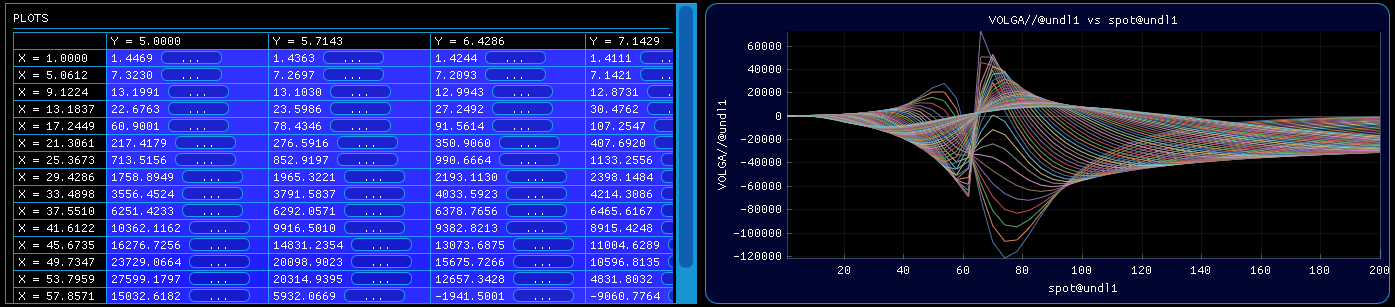 PLOTS
Y = 5.0000 Y = 5.7143 Y = 6.4286 Y = 7.1429
X = 1.0000 1.4469 ... 1.4363 ... 1.4244 ... 1.4111 ..
X = 5.0612 7.3230 ... 7.2697 ... 7.2093 ... 7.1421 ..
X = 9.1224 13.1991 ... 13.1030 ... 12.9943 ... 12.8731 .
X = 13.1837 22.6763 ... 23.5986 ... 27.2492 ... 30.4762 .
X = 17.2449 60.9001 ... 78.4346 ... 91.5614 ... 107.2547
X = 21.3061 217.4179 ... 276.5916 ... 350.9060 ... 407.6920
X = 25.3673 713.5156 ... 852.9197 ... 990.6664 ... 1133.2556
X = 29.4286 1758.8949 ... 1965.3221 ... 2193.1130 ... 2398.1484
X = 33.4898 3556.4524 ... 3791.5837 ... 4033.5923 ... 4214.3086
X = 37.5510 6251.4233 ... 6292.0571 ... 6378.7656 ... 6465.6167
X = 41.6122 10362.1162 ... 9916.5010 ... 9382.8213 ... 8915.4248
X = 45.6735 16276.7256 ... 14831.2354 ... 13073.6875 ... 11004.6289
X = 49.7347 23729.0664 ... 20098.9023 ... 15675.7266 ... 10596.8135
X = 53.7959 27599.1797 ... 20314.9395 ... 12657.3428 ... 4831.8032
X = 57.8571 15032.6182 ... 5932.0669 ... -1941.5001 ... -9060.7764
VOLGA//@undl1 vs spot@undl1
VOLGA//@undl1
60000
40000
20000
0
-20000
-40000
-60000
-80000
-100000
-120000
20 40 60 80 100 120 140 160 180 200
spot@undl1